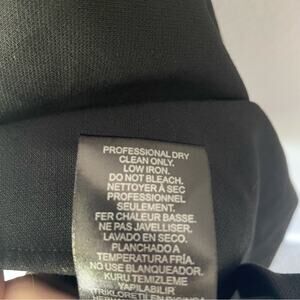 PROFESSIONAL DRY
CLEAN ONLY.
LOW IRON.
DO NOT BLEACH.
NETTOYER À SEC
PROFESSIONNEL
SEULEMENT.
FER CHALEUR BASSE.
NE PAS JAVELLISER.
LAVADO EN SECO.
PLANCHADO A
TEMPERATURA FRÍA.
NO USE BLANQUEADOR.
KURU TEMIZLEME
YAPILABILIR
TRIKLORETIL